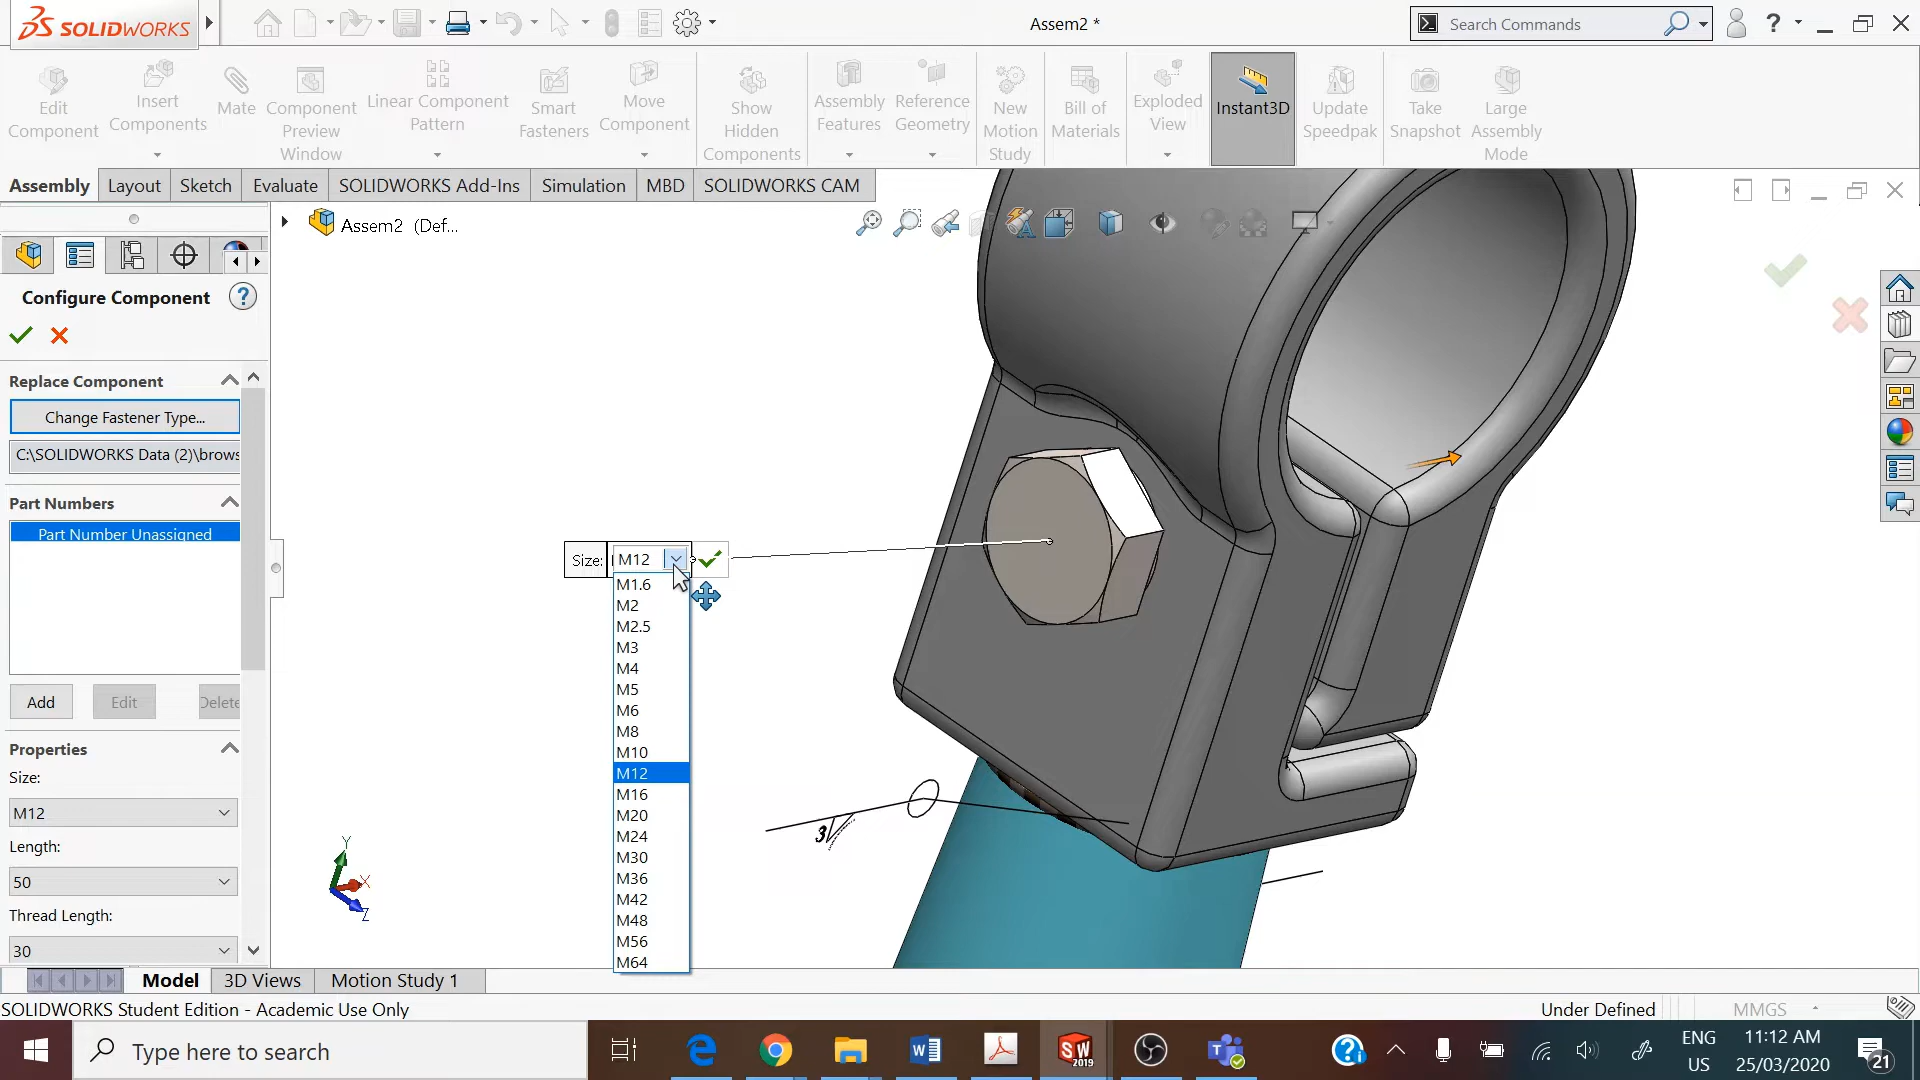 SOLIDWORKS
Assem2 *
Search Commands
?
Edit Component
Insert Components
Mate
Component Preview Window
Linear Component Pattern
Smart Fasteners
Move Component
Show Hidden Components
Assembly Features
Reference Geometry
New Motion Study
Bill of Materials
Exploded View
Instant3D
Update Speedpak
Take Snapshot
Large Assembly Mode
Assembly
Layout
Sketch
Evaluate
SOLIDWORKS Add-Ins
Simulation
MBD
SOLIDWORKS CAM
Assem2 (Def...
Configure Component
?
Replace Component
Change Fastener Type...
C:\SOLIDWORKS Data (2)\brows
Part Numbers
Part Number Unassigned
Add
Edit
Delete
Properties
Size:
M12
Length:
50
Thread Length:
30
Size:
M12
M1.6
M2
M2.5
M3
M4
M5
M6
M8
M10
M12
M16
M20
M24
M30
M36
M42
M48
M56
M64
3
Y
X
Z
Model
3D Views
Motion Study 1
SOLIDWORKS Student Edition - Academic Use Only
Under Defined
MMGS
Type here to search
SW
2019
?
ENG
US
11:12 AM
25/03/2020
21